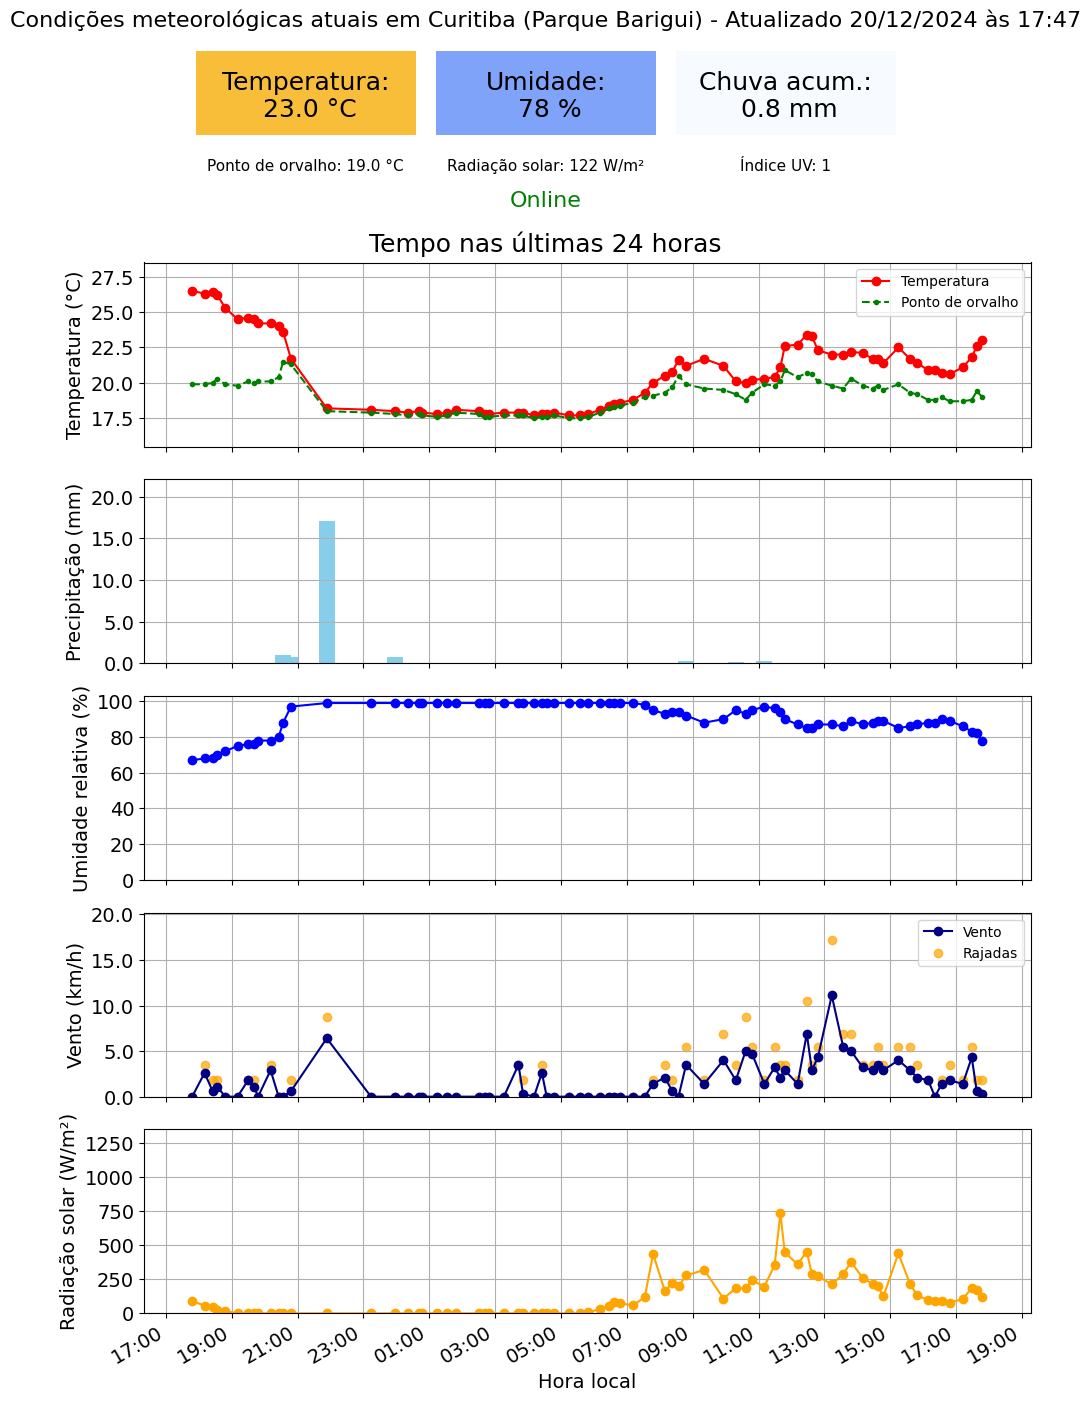 Condições meteorológicas atuais em Curitiba (Parque Barigui) - Atualizado 20/12/2024 às 17:47
Temperatura:
23.0 °C
Umidade:
78 %
Chuva acum.:
0.8 mm
Ponto de orvalho: 19.0 °C
Radiação solar: 122 W/m²
Índice UV: 1
Online
Tempo nas últimas 24 horas
Temperatura (°C)
27.5
25.0
22.5
20.0
17.5
Temperatura
Ponto de orvalho
Precipitação (mm)
20.0
15.0
10.0
5.0
0.0
Umidade relativa (%)
100
80
60
40
20
0
Vento (km/h)
20.0
15.0
10.0
5.0
0.0
Vento
Rajadas
Radiação solar (W/m²)
1250
1000
750
500
250
0
17:00
19:00
21:00
23:00
01:00
03:00
05:00
07:00
09:00
11:00
13:00
15:00
17:00
19:00
Hora local